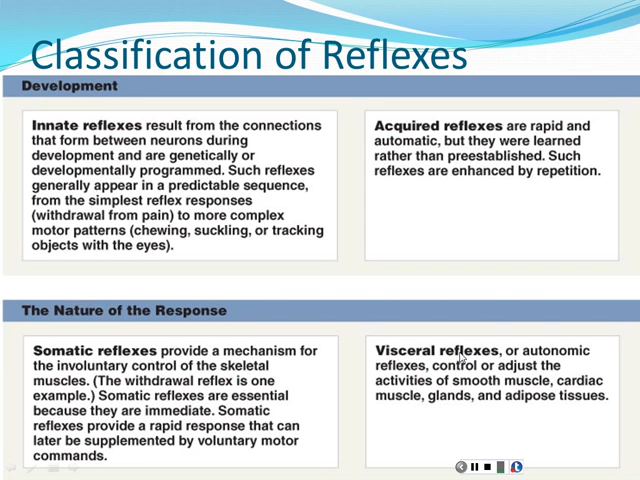 Classification of Reflexes
Development
Innate reflexes result from the connections
that form between neurons during
development and are genetically or
developmentally programmed. Such reflexes
generally appear in a predictable sequence,
from the simplest reflex responses
(withdrawal from pain) to more complex
motor patterns (chewing, suckling, or tracking
objects with the eyes).
Acquired reflexes are rapid and
automatic, but they were learned
rather than preestablished. Such
reflexes are enhanced by repetition.
The Nature of the Response
Somatic reflexes provide a mechanism for
the involuntary control of the skeletal
muscles. (The withdrawal reflex is one
example.) Somatic reflexes are essential
because they are immediate. Somatic
reflexes provide a rapid response that can
later be supplemented by voluntary motor
commands.
Visceral reflexes, or autonomic
reflexes, control or adjust the
activities of smooth muscle, cardiac
muscle, glands, and adipose tissues.